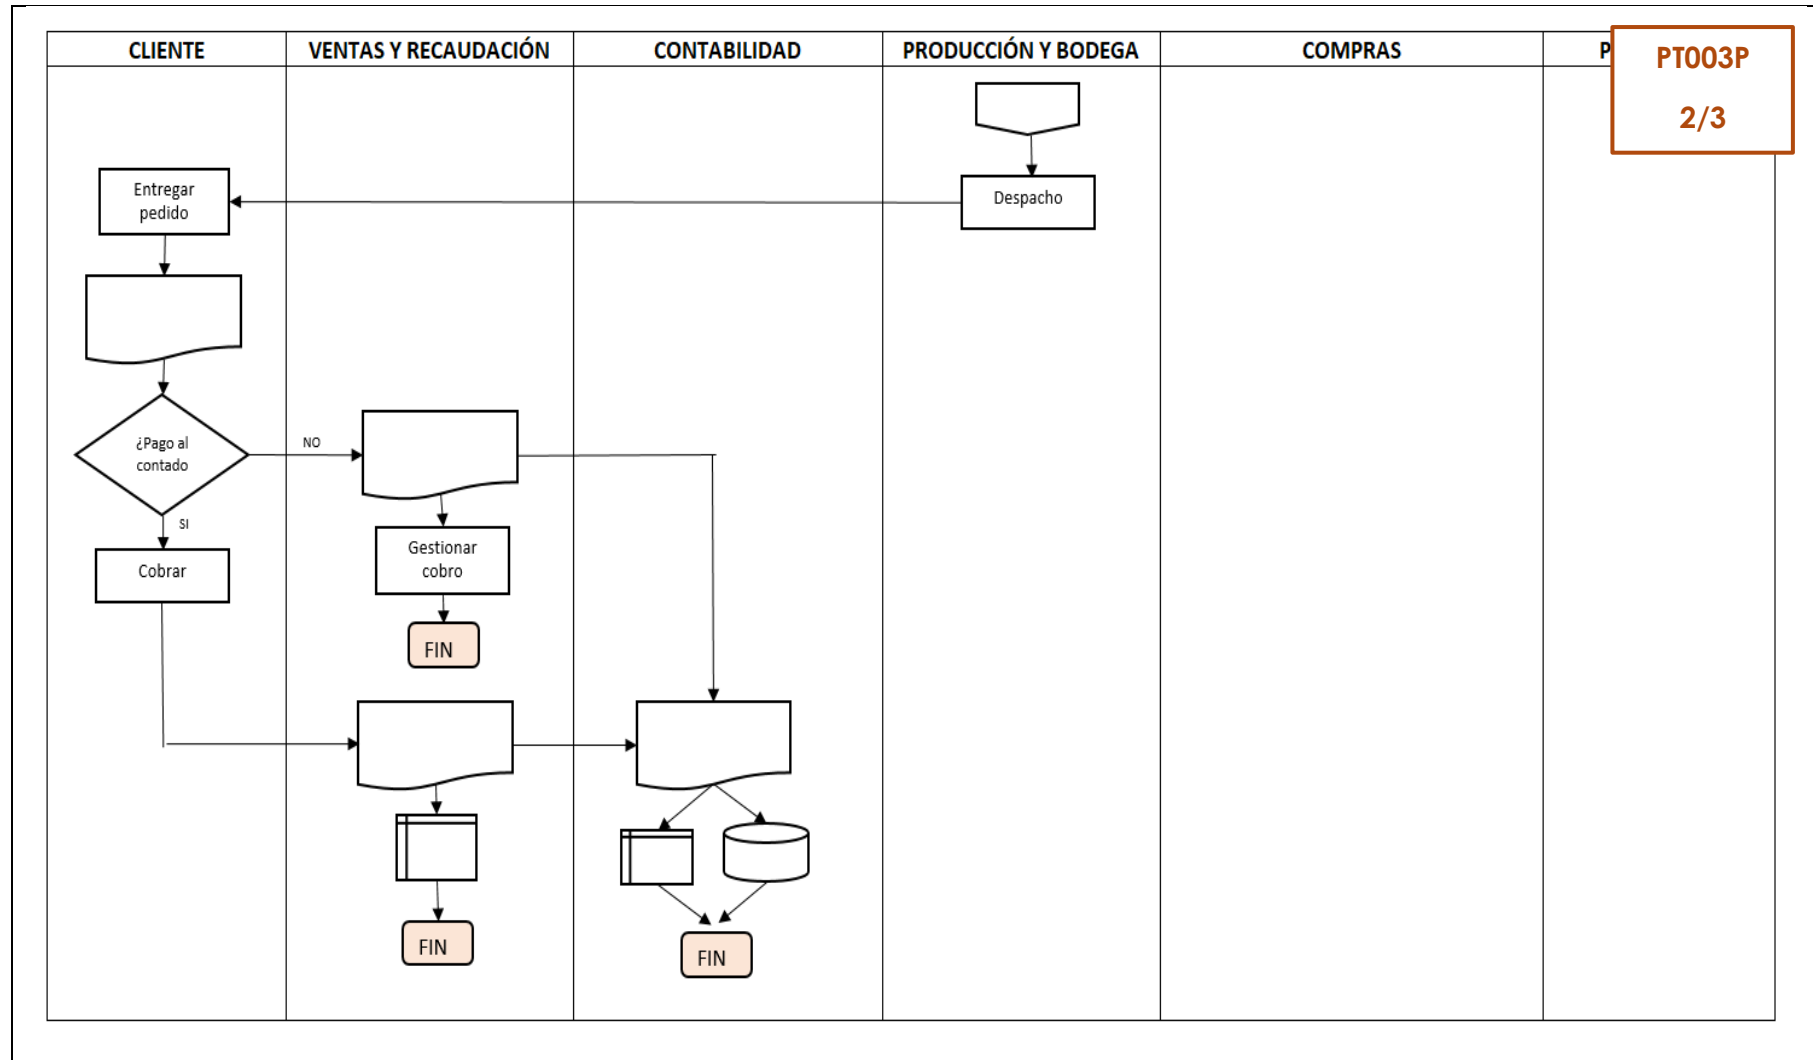 CLIENTE
VENTAS Y RECAUDACIÓN
CONTABILIDAD
PRODUCCIÓN Y BODEGA
COMPRAS
PT003P
2/3
Entregar
pedido
Despacho
¿Pago al
contado
NO
SI
Cobrar
Gestionar
cobro
FIN
FIN
FIN